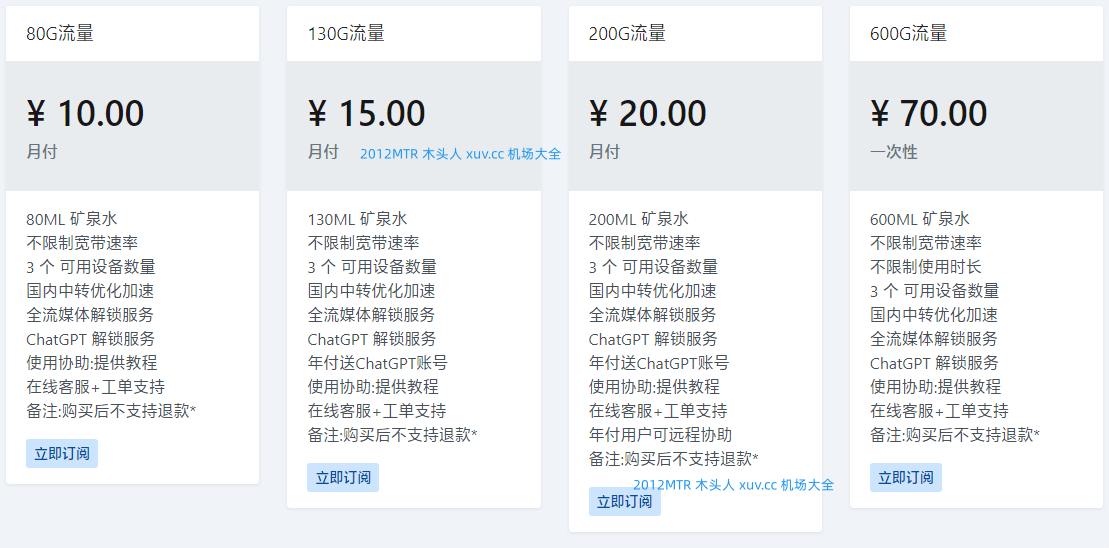 80G流量
¥ 10.00
月付
80ML 矿泉水
不限制宽带速率
3 个 可用设备数量
国内中转优化加速
全流媒体解锁服务
ChatGPT 解锁服务
使用协助:提供教程
在线客服+工单支持
备注:购买后不支持退款*
立即订阅
130G流量
¥ 15.00
月付
2012MTR 木头人 xuv.cc 机场大全
130ML 矿泉水
不限制宽带速率
3 个 可用设备数量
国内中转优化加速
全流媒体解锁服务
ChatGPT 解锁服务
年付送ChatGPT账号
使用协助:提供教程
在线客服+工单支持
备注:购买后不支持退款*
立即订阅
200G流量
¥ 20.00
月付
200ML 矿泉水
不限制宽带速率
3 个 可用设备数量
国内中转优化加速
全流媒体解锁服务
ChatGPT 解锁服务
年付送ChatGPT账号
使用协助:提供教程
在线客服+工单支持
年付用户可远程协助
备注:购买后不支持退款*
2012MTR 木头人 xuv.cc 机场大全
立即订阅
600G流量
¥ 70.00
一次性
600ML 矿泉水
不限制宽带速率
不限制使用时长
3 个 可用设备数量
国内中转优化加速
全流媒体解锁服务
ChatGPT 解锁服务
使用协助:提供教程
在线客服+工单支持
备注:购买后不支持退款*
立即订阅